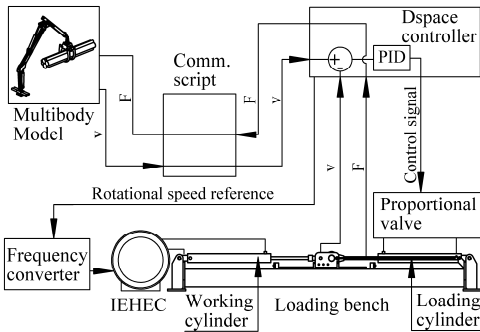 Dspace
controller
PID
Comm.
script
F
v
F
v
Multibody
Model
v
F
Control signal
Rotational speed reference
Proportional
valve
Frequency
converter
IEHEC
Working
cylinder
Loading bench
Loading
cylinder